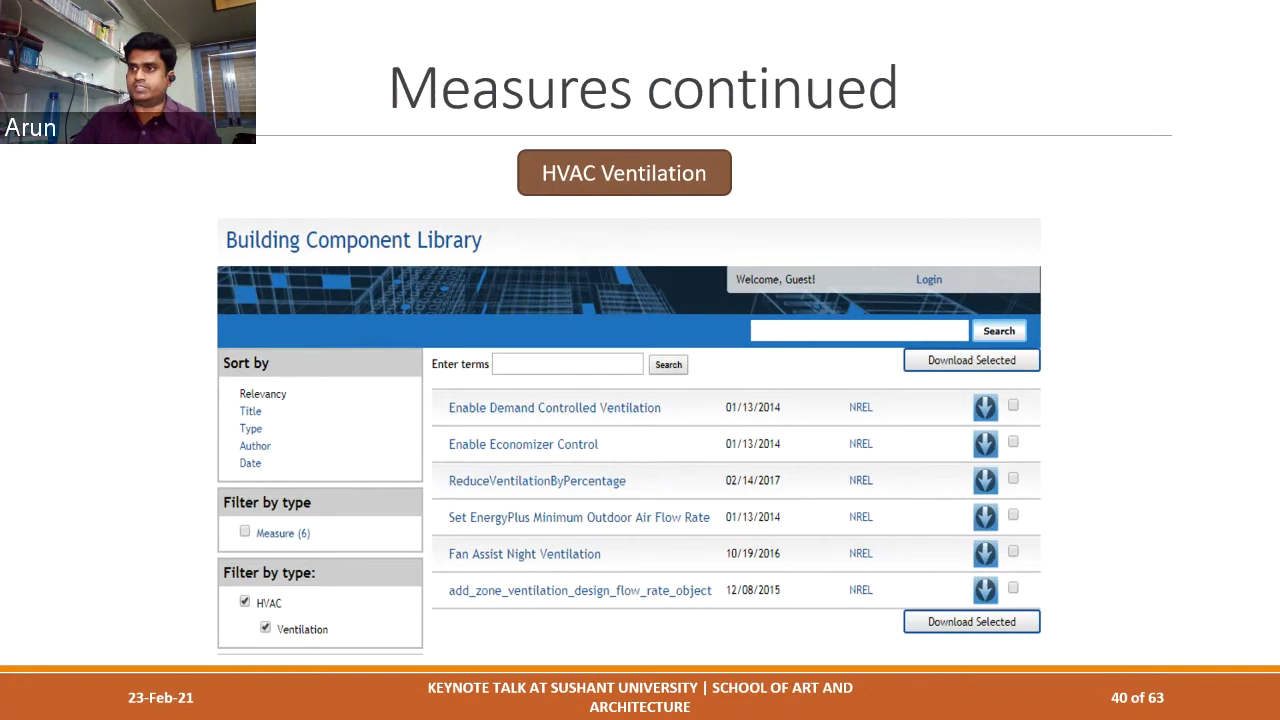 Arun
Measures continued
HVAC Ventilation
Building Component Library
Welcome, Guest! Login
Search
Sort by
Relevancy
Title
Type
Author
Date
Filter by type
Measure (6)
Filter by type:
HVAC
Ventilation
Enter terms Search Download Selected
Enable Demand Controlled Ventilation 01/13/2014 NREL
Enable Economizer Control 01/13/2014 NREL
ReduceVentilationByPercentage 02/14/2017 NREL
Set EnergyPlus Minimum Outdoor Air Flow Rate 01/13/2014 NREL
Fan Assist Night Ventilation 10/19/2016 NREL
add_zone_ventilation_design_flow_rate_object 12/08/2015 NREL
Download Selected
23-Feb-21
KEYNOTE TALK AT SUSHANT UNIVERSITY | SCHOOL OF ART AND
ARCHITECTURE
40 of 63